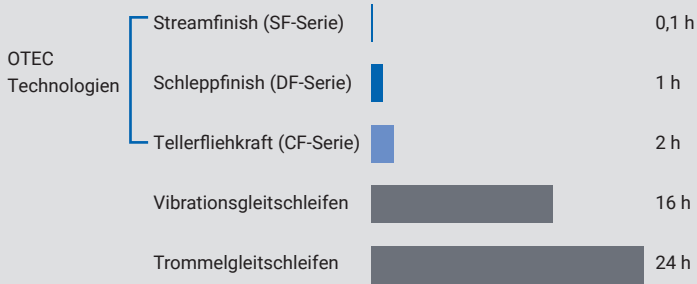 OTEC
Technologien
Streamfinish (SF-Serie) 0,1 h
Schleppfinish (DF-Serie) 1 h
Tellerfliehkraft (CF-Serie) 2 h
Vibrationsgleitschleifen 16 h
Trommelgleitschleifen 24 h